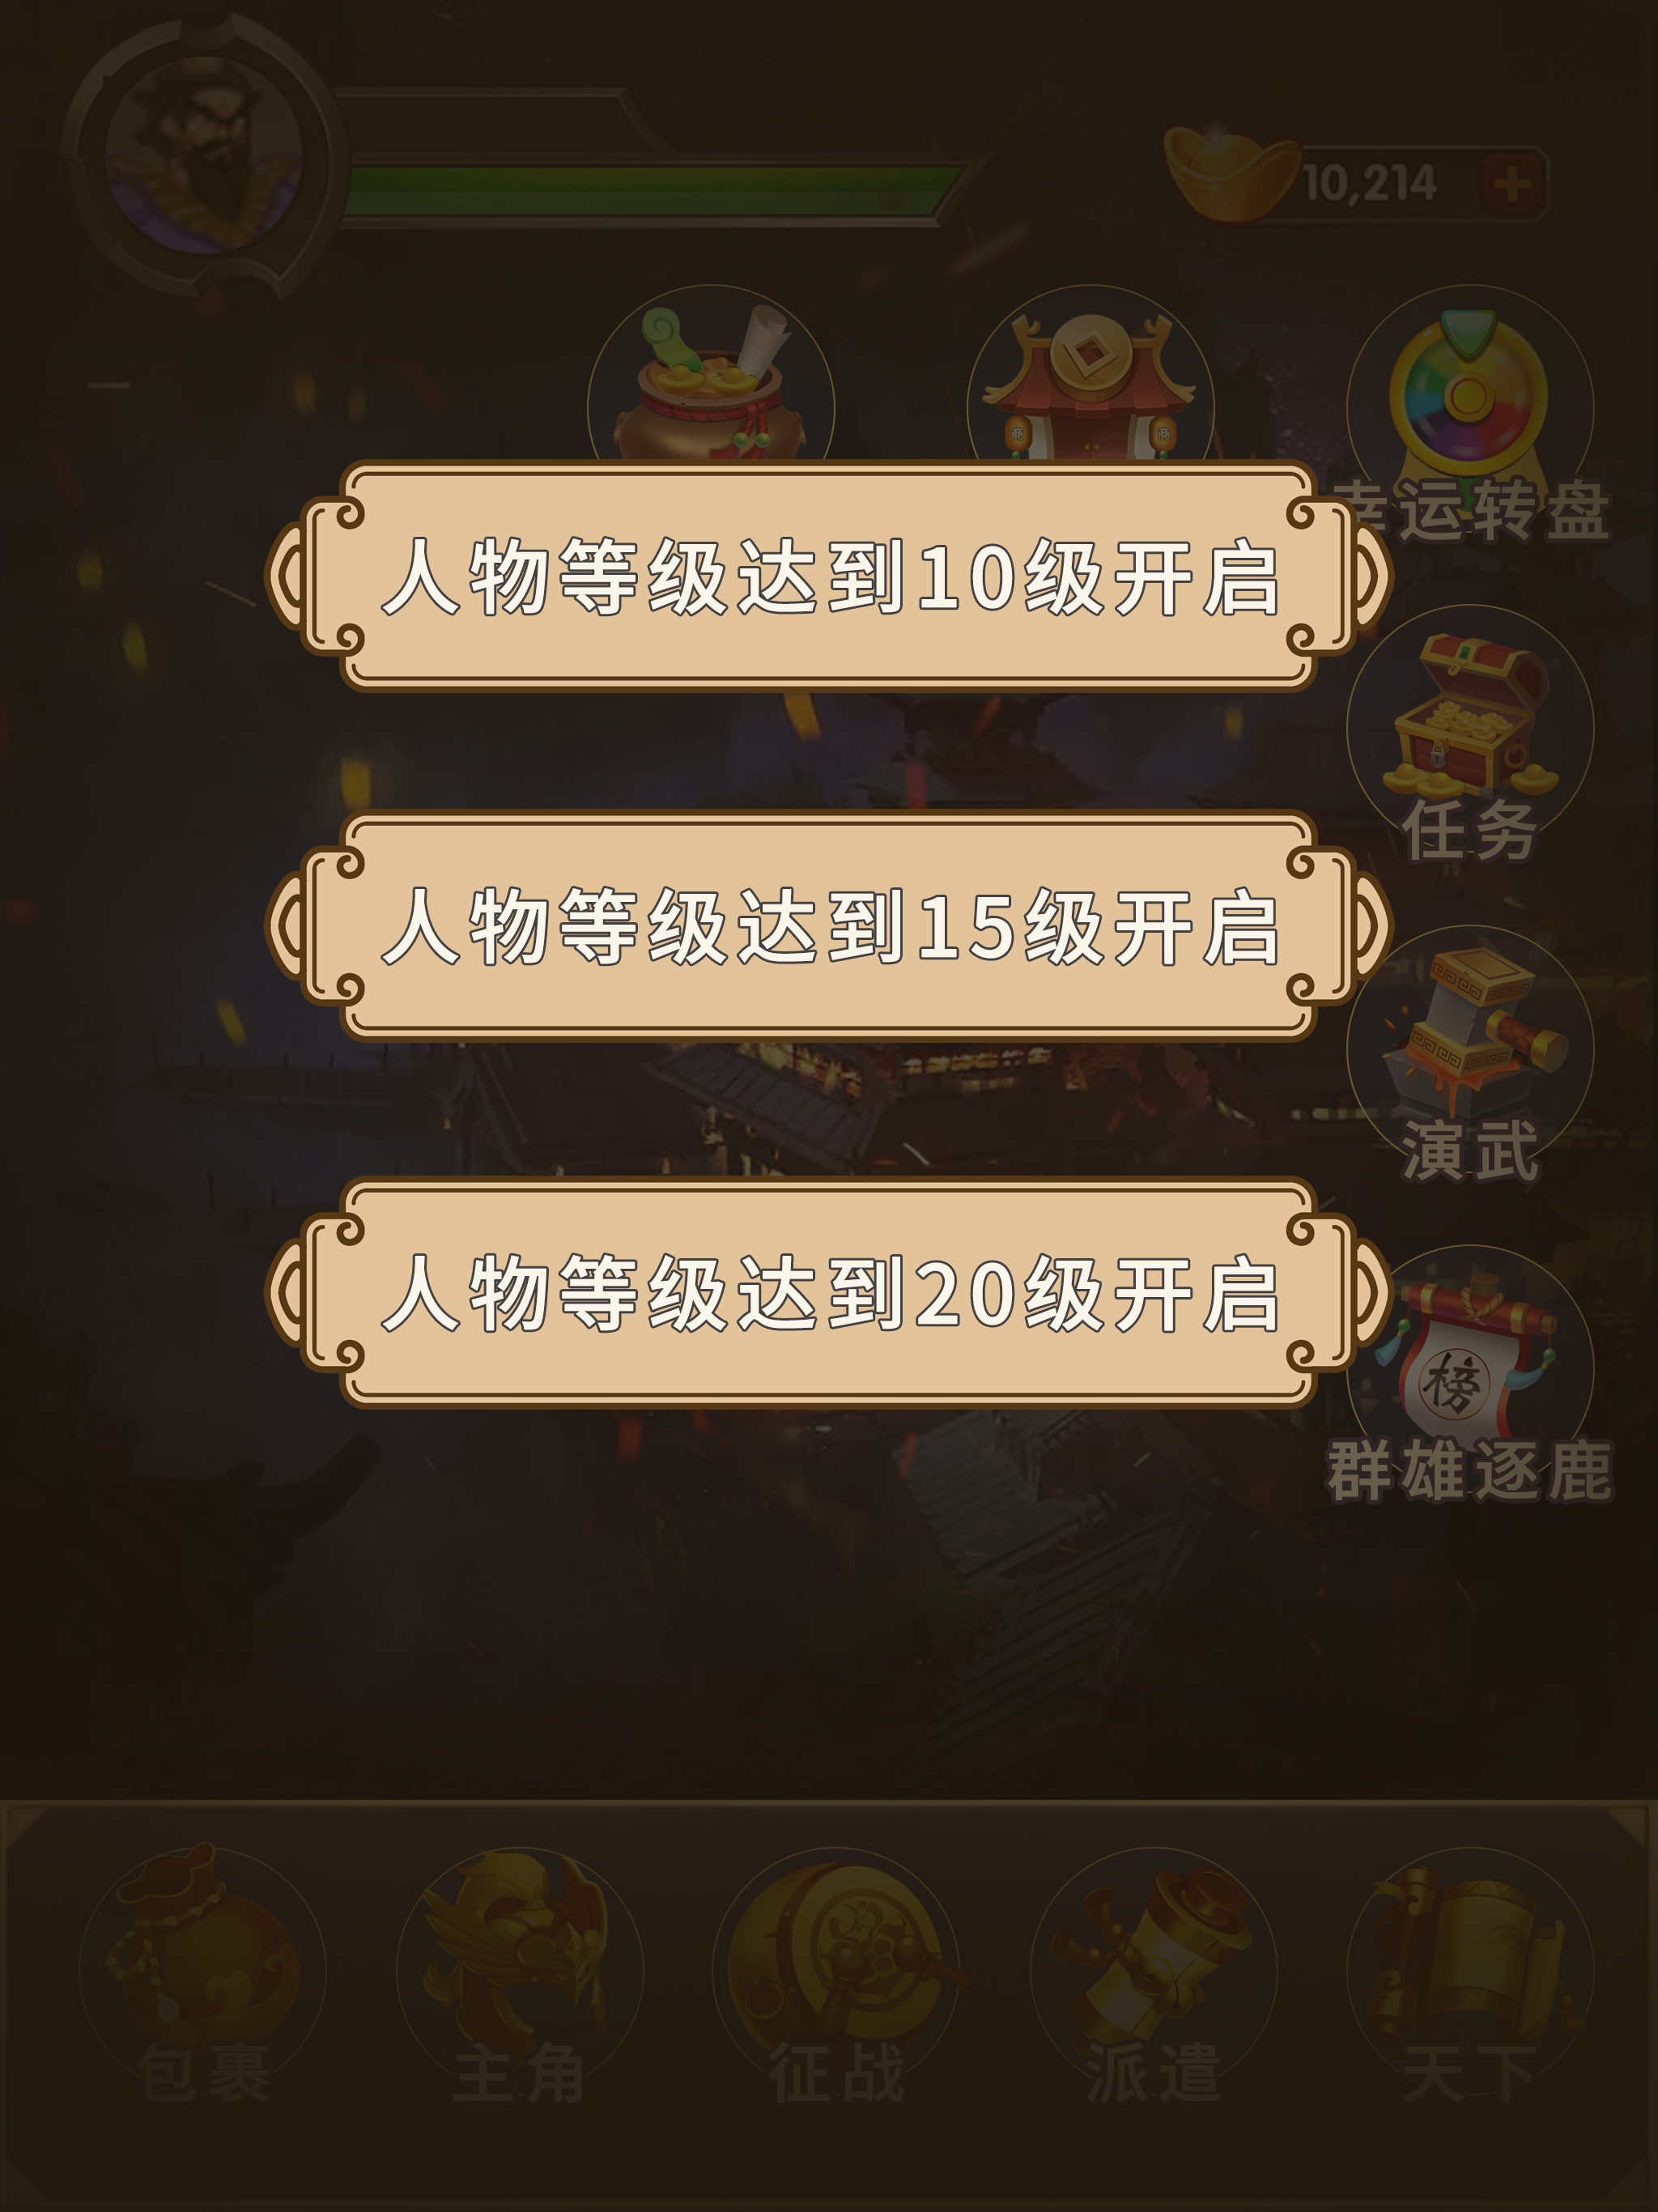 10,214
商 商
幸运转盘
人物等级达到10级开启
任务
人物等级达到15级开启
演武
人物等级达到20级开启
榜
群雄逐鹿
包裹 主角 征战 派遣 天下